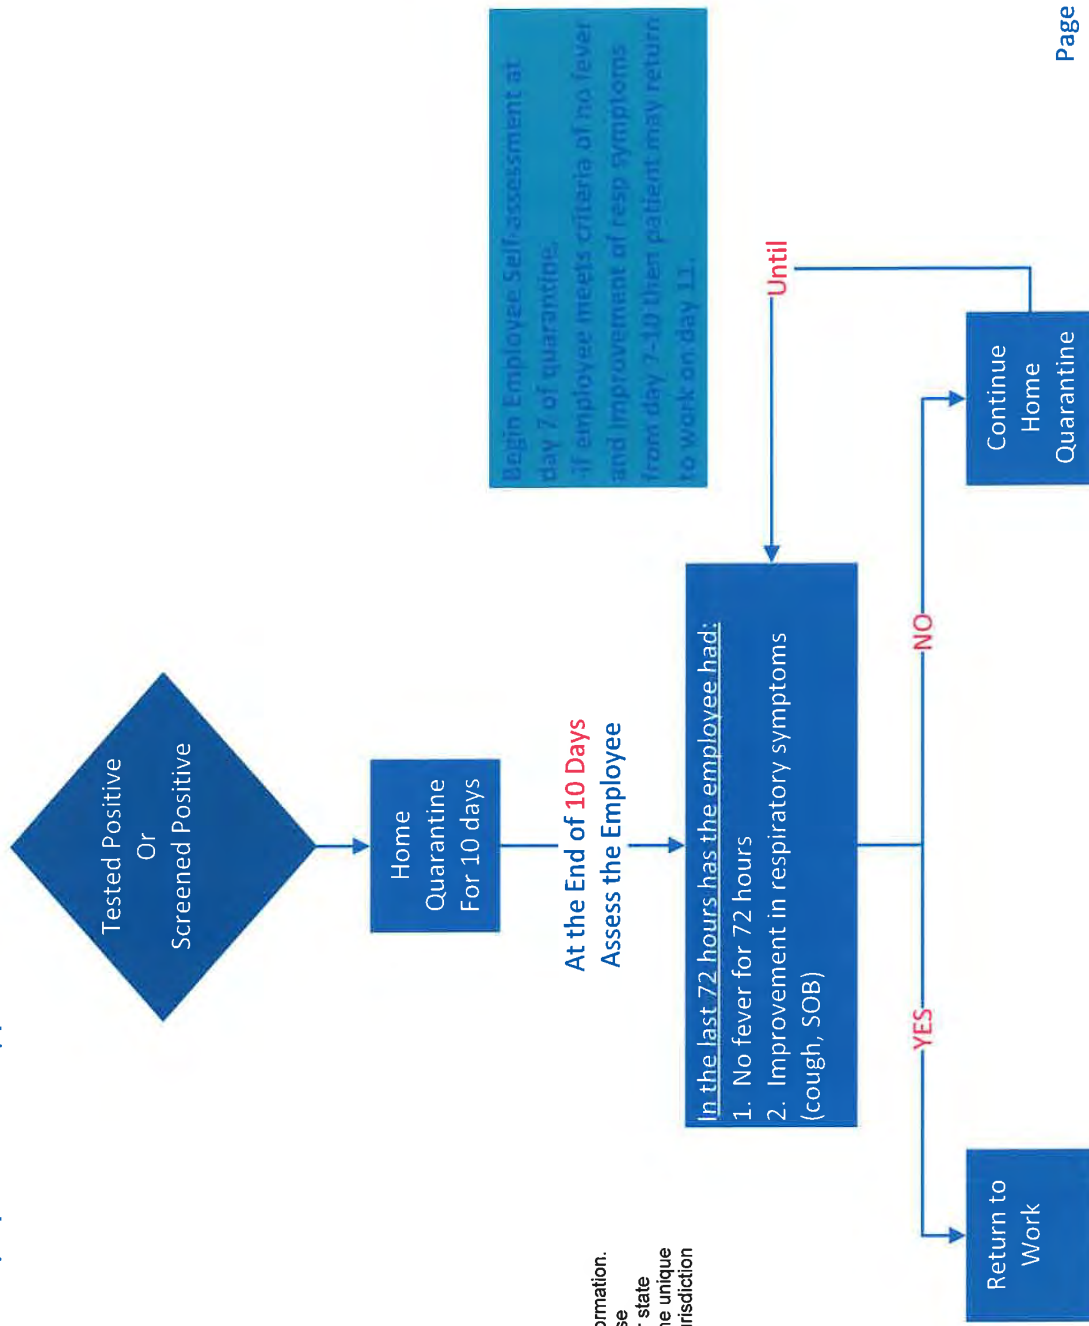 Tested Positive
Or
Screened Positive
Home
Quarantine
For 10 days
At the End of 10 Days
Assess the Employee
Begin Employee Self-assessment at
day 7 of quarantine.
-if employee meets criteria of no fever
and improvement of resp symptoms
from day 7-10 then patient may return
to work on day 11.
In the last 72 hours has the employee had:
1. No fever for 72 hours
2. Improvement in respiratory symptoms
(cough, SOB)
Until
YES
NO
Return to
Work
Continue
Home
Quarantine
state
unique
Page